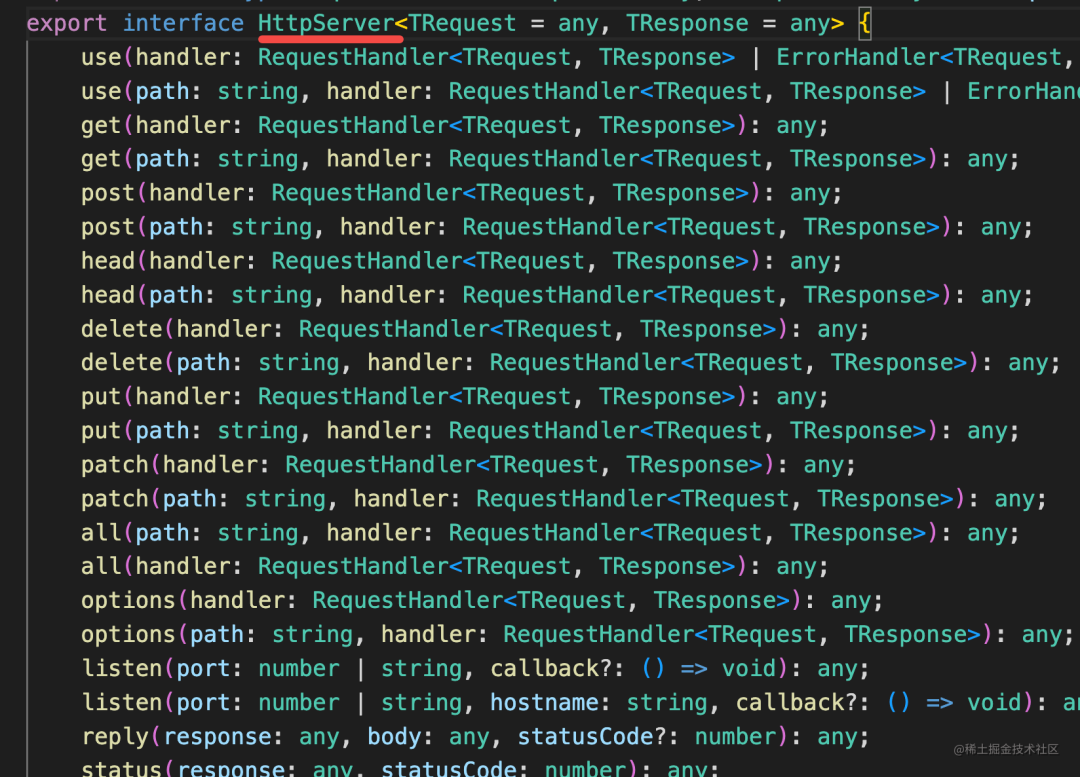 export interface HttpServer<TRequest = any, TResponse = any> {
use(handler: RequestHandler<TRequest, TResponse> | ErrorHandler<TRequest,
use(path: string, handler: RequestHandler<TRequest, TResponse> | ErrorHand
get(handler: RequestHandler<TRequest, TResponse>): any;
get(path: string, handler: RequestHandler<TRequest, TResponse>): any;
post(handler: RequestHandler<TRequest, TResponse>): any;
post(path: string, handler: RequestHandler<TRequest, TResponse>): any;
head(handler: RequestHandler<TRequest, TResponse>): any;
head(path: string, handler: RequestHandler<TRequest, TResponse>): any;
delete(handler: RequestHandler<TRequest, TResponse>): any;
delete(path: string, handler: RequestHandler<TRequest, TResponse>): any;
put(handler: RequestHandler<TRequest, TResponse>): any;
put(path: string, handler: RequestHandler<TRequest, TResponse>): any;
patch(handler: RequestHandler<TRequest, TResponse>): any;
patch(path: string, handler: RequestHandler<TRequest, TResponse>): any;
all(path: string, handler: RequestHandler<TRequest, TResponse>): any;
all(handler: RequestHandler<TRequest, TResponse>): any;
options(handler: RequestHandler<TRequest, TResponse>): any;
options(path: string, handler: RequestHandler<TRequest, TResponse>): any;
listen(port: number | string, callback?: () => void): any;
listen(port: number | string, hostname: string, callback?: () => void): an
reply(response: any, body: any, statusCode?: number): any;
status(response: any, statusCode: number): any;
@稀土掘金技术社区